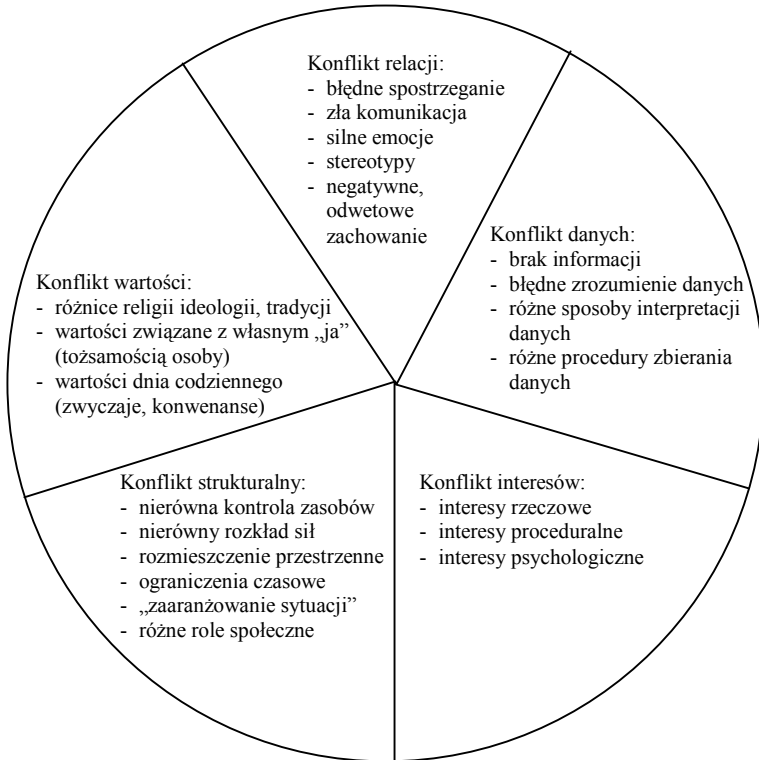 Konflikt relacji:
- błędne spostrzeganie
- zła komunikacja
- silne emocje
- stereotypy
- negatywne,
odwetowe
zachowanie
Konflikt danych:
- brak informacji
- błędne zrozumienie danych
- różne sposoby interpretacji
danych
- różne procedury zbierania
danych
Konflikt wartości:
- różnice religii ideologii, tradycji
- wartości związane z własnym „ja”
(tożsamością osoby)
- wartości dnia codziennego
(zwyczaje, konwenanse)
Konflikt strukturalny:
- nierówna kontrola zasobów
- nierówny rozkład sił
- rozmieszczenie przestrzenne
- ograniczenia czasowe
- „zaaranżowanie sytuacji”
- różne role społeczne
Konflikt interesów:
- interesy rzeczowe
- interesy proceduralne
- interesy psychologiczne